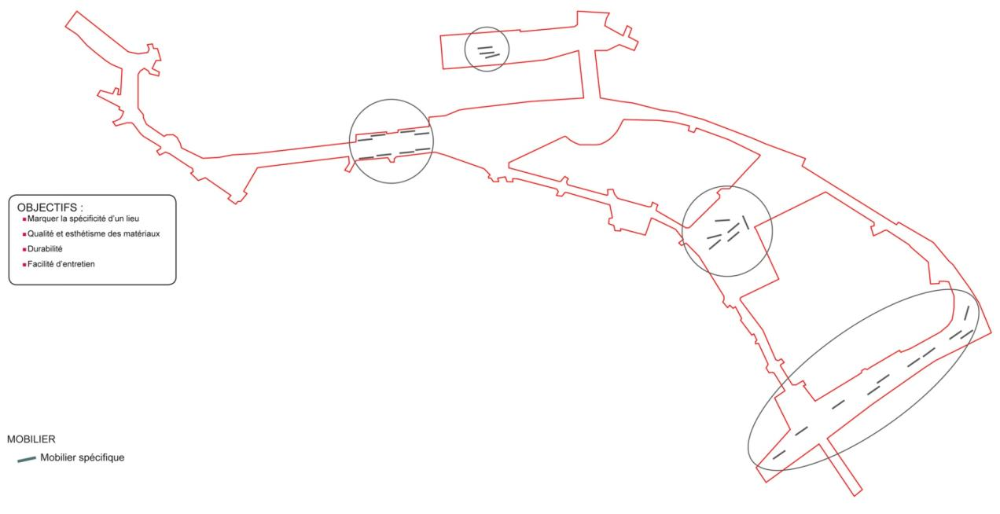 OBJECTIFS :
Marquer la spécificité d'un lieu
Qualité et esthétisme des matériaux
Durabilité
Facilité d'entretien
MOBILIER
Mobilier spécifique